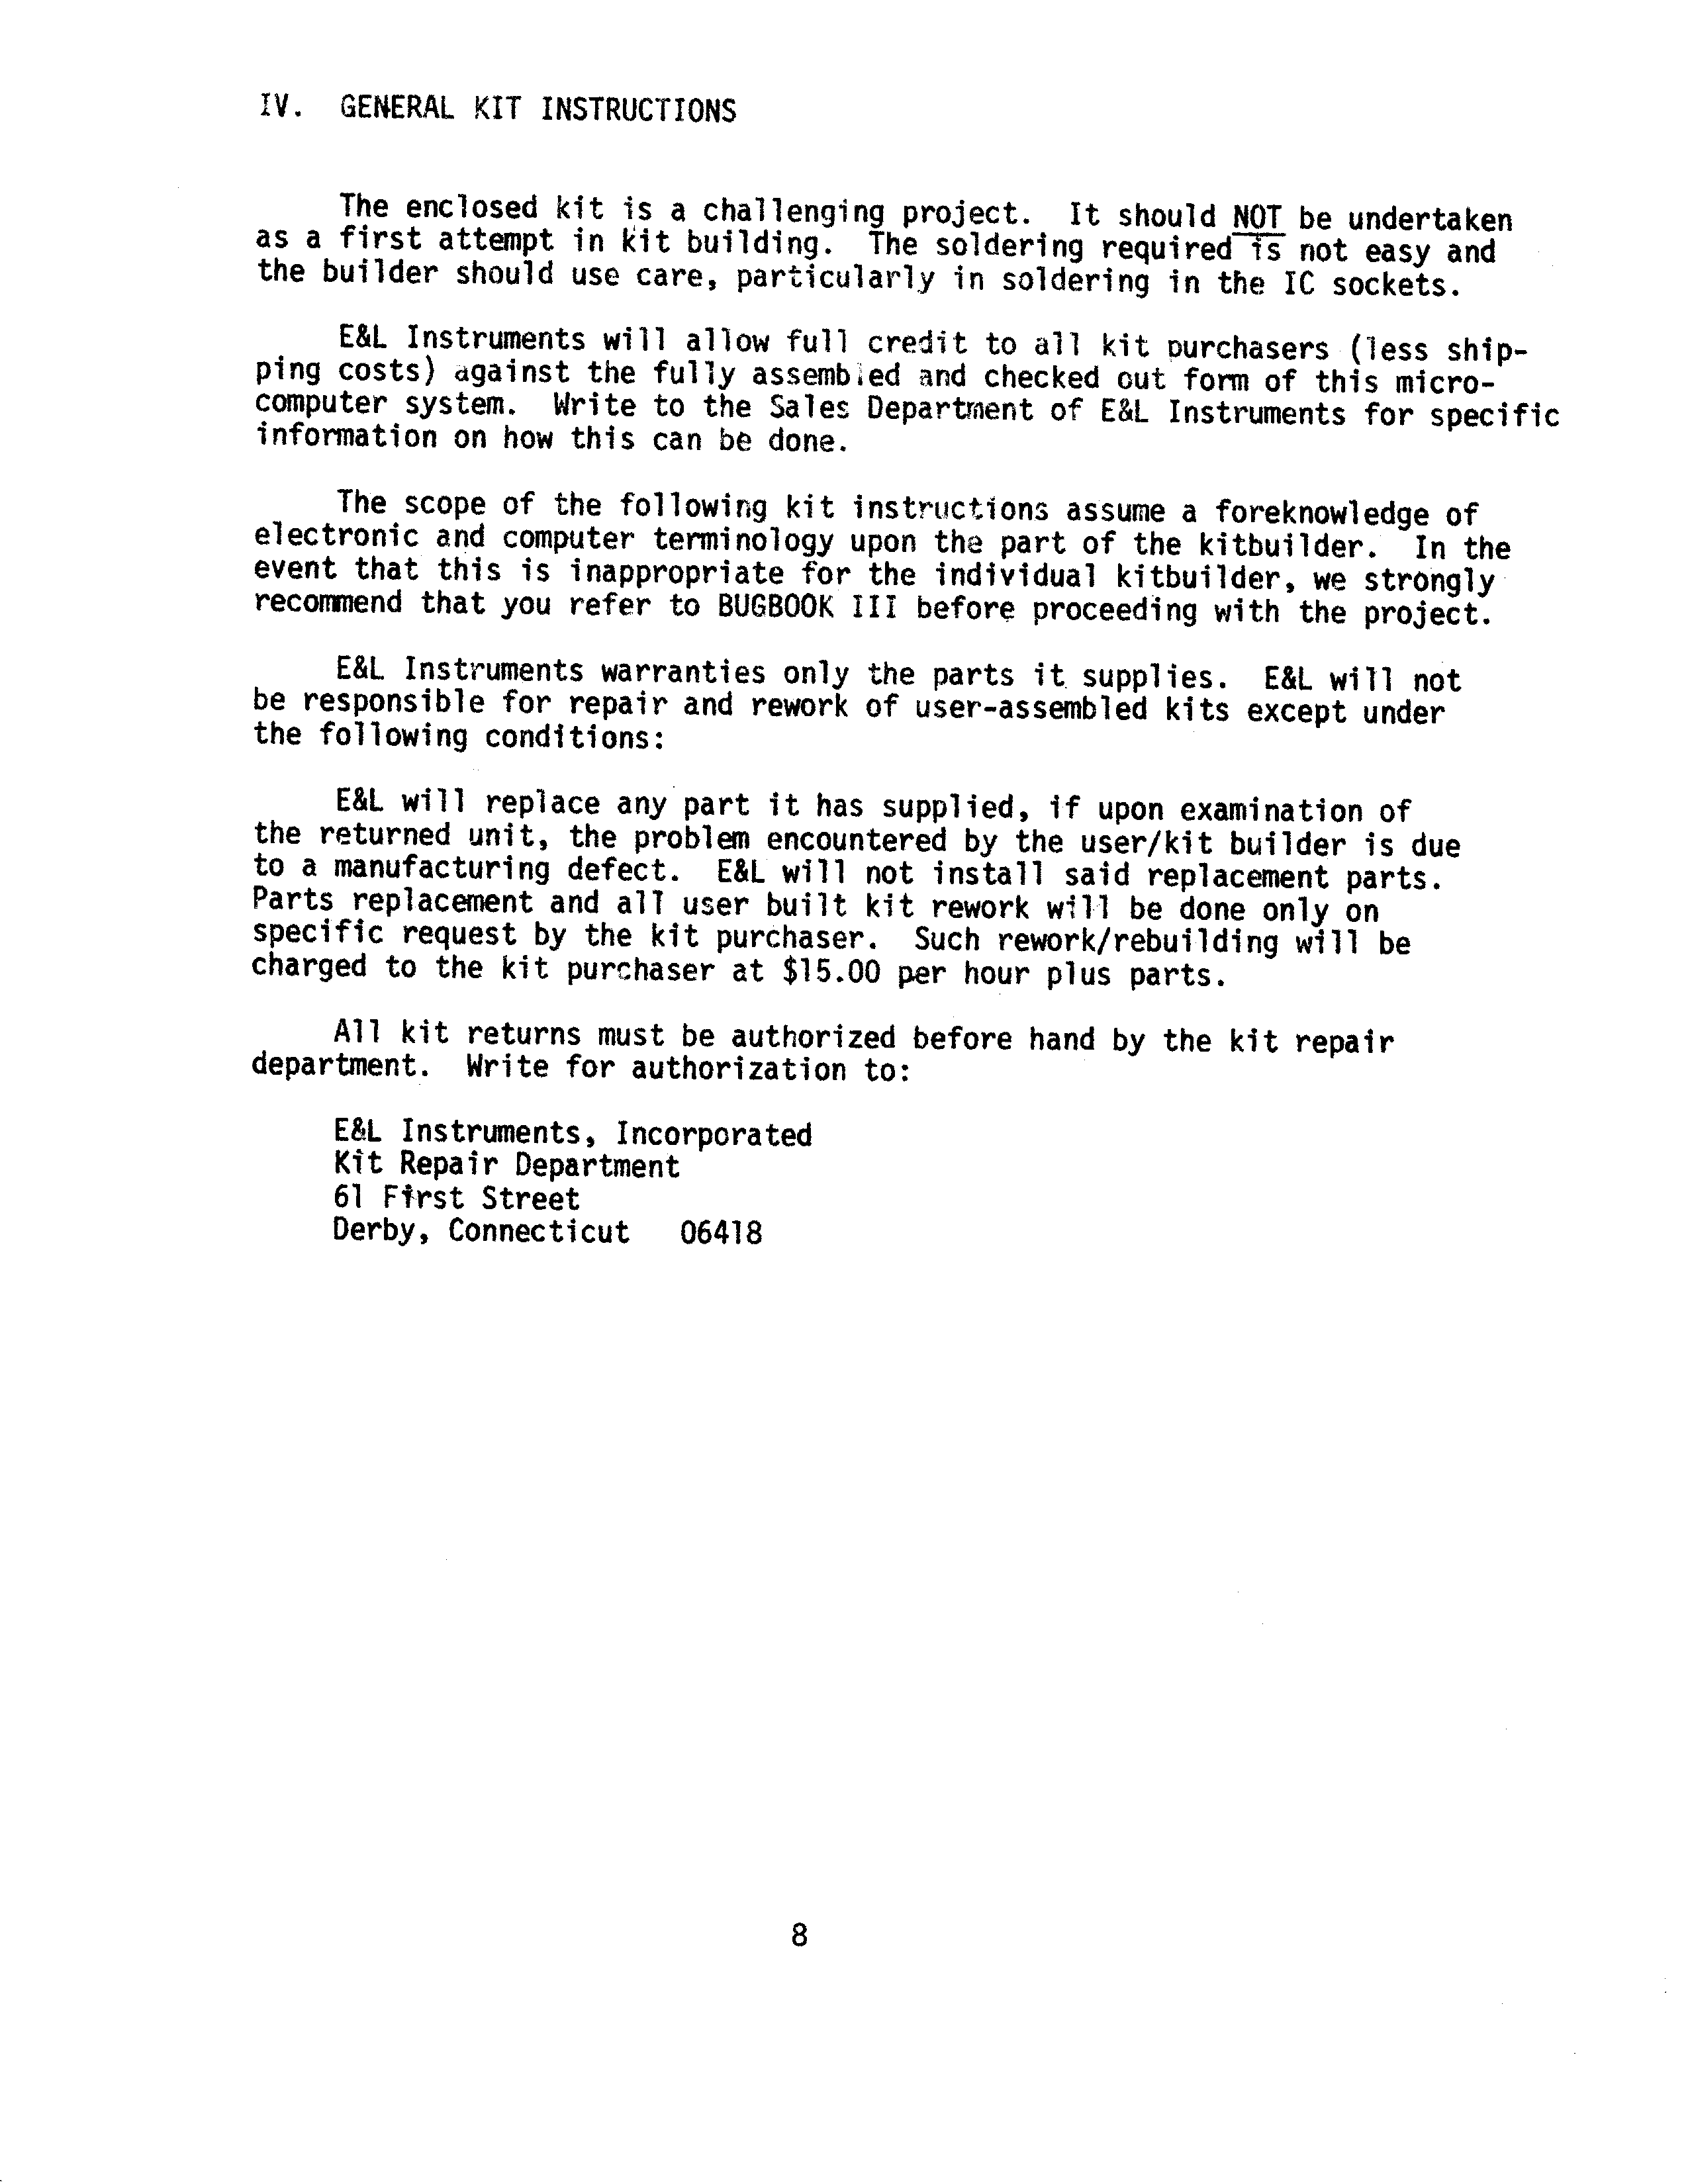 IV. GENERAL KIT INSTRUCTIONS
The enclosed kit is a challenging project. It should NOT be undertaken
as a first attempt in kit building. The soldering required is not easy and
the builder should use care, particularly in soldering in the IC sockets.
E&L Instruments will allow full credit to all kit purchasers (less ship-
ping costs) against the fully assembled and checked out form of this micro-
computer system. Write to the Sales Department of E&L Instruments for specific
information on how this can be done.
The scope of the following kit instructions assume a foreknowledge of
electronic and computer terminology upon the part of the kitbuilder. In the
event that this is inappropriate for the individual kitbuilder, we strongly
recommend that you refer to BUGBOOK III before proceeding with the project.
E&L Instruments warranties only the parts it supplies. E&L will not
be responsible for repair and rework of user-assembled kits except under
the following conditions:
E&L will replace any part it has supplied, if upon examination of
the returned unit, the problem encountered by the user/kit builder is due
to a manufacturing defect. E&L will not install said replacement parts.
Parts replacement and all user built kit rework will be done only on
specific request by the kit purchaser. Such rework/rebuilding will be
charged to the kit purchaser at $15.00 per hour plus parts.
All kit returns must be authorized before hand by the kit repair
department. Write for authorization to:
E&L Instruments, Incorporated
Kit Repair Department
61 First Street
Derby, Connecticut 06418
8